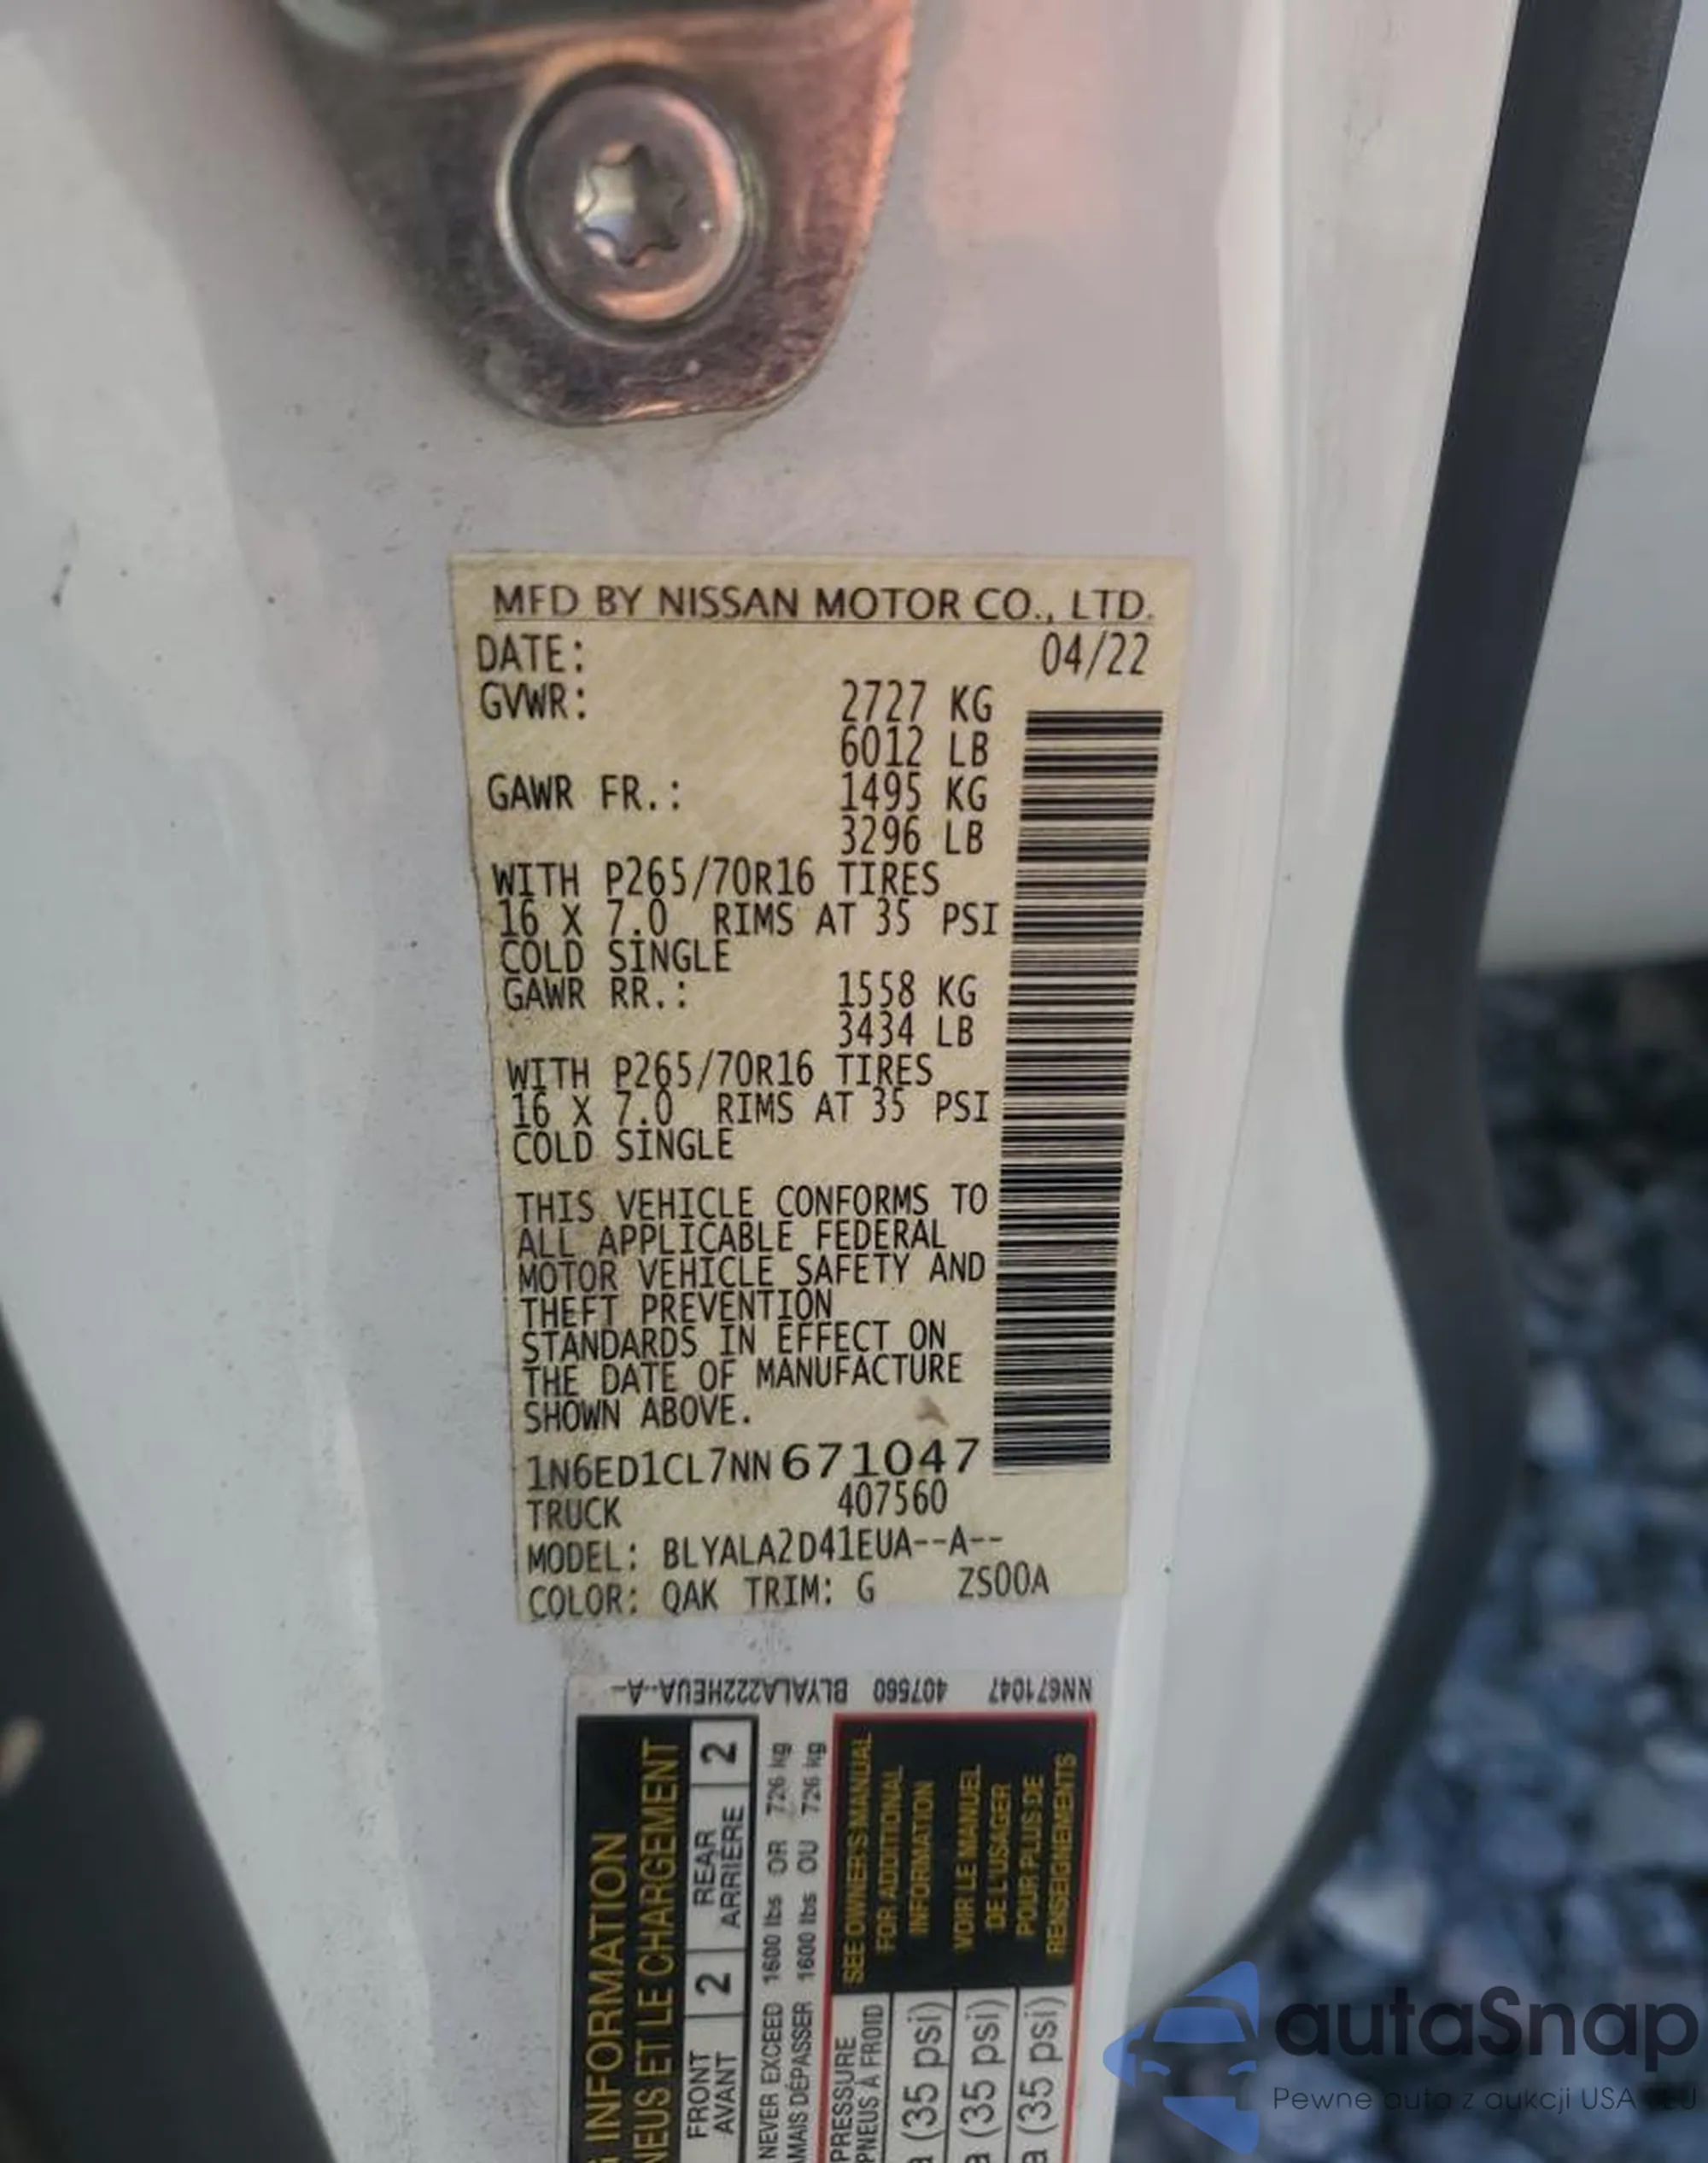 MFD BY NISSAN MOTOR CO., LTD.
DATE: 04/22
GVWR: 2727 KG
6012 LB
GAWR FR.: 1495 KG
3296 LB
WITH P265/70R16 TIRES
16 X 7.0 RIMS AT 35 PSI
COLD SINGLE
GAWR RR.: 1558 KG
3434 LB
WITH P265/70R16 TIRES
16 X 7.0 RIMS AT 35 PSI
COLD SINGLE
THIS VEHICLE CONFORMS TO
ALL APPLICABLE FEDERAL
MOTOR VEHICLE SAFETY AND
THEFT PREVENTION
STANDARDS IN EFFECT ON
THE DATE OF MANUFACTURE
SHOWN ABOVE.
1N6ED1CL7NN671047
TRUCK 407560
MODEL: BLYALA2D41EUA--A--
COLOR: QAK TRIM: G ZS00A
NN671047 407560 BLYALA222HEUA--A--
INFORMATION
ET LE CHARGEMENT
FRONT 2 REAR 2
AVANT ARRIERE
NEVER EXCEED 1600 lbs OR 726 kg
DÉPASSER 1600 lbs OU 726 kg
SEE OWNER'S MANUAL
FOR ADDITIONAL
INFORMATION
VOIR LE MANUEL
DE L'USAGER
POUR PLUS DE
RENSEIGNEMENTS
PRESSURE
PNEUS À FROID
(35 psi)
(35 psi)
(35 psi)
autaSnap
Pewne auta z aukcji USA i EU